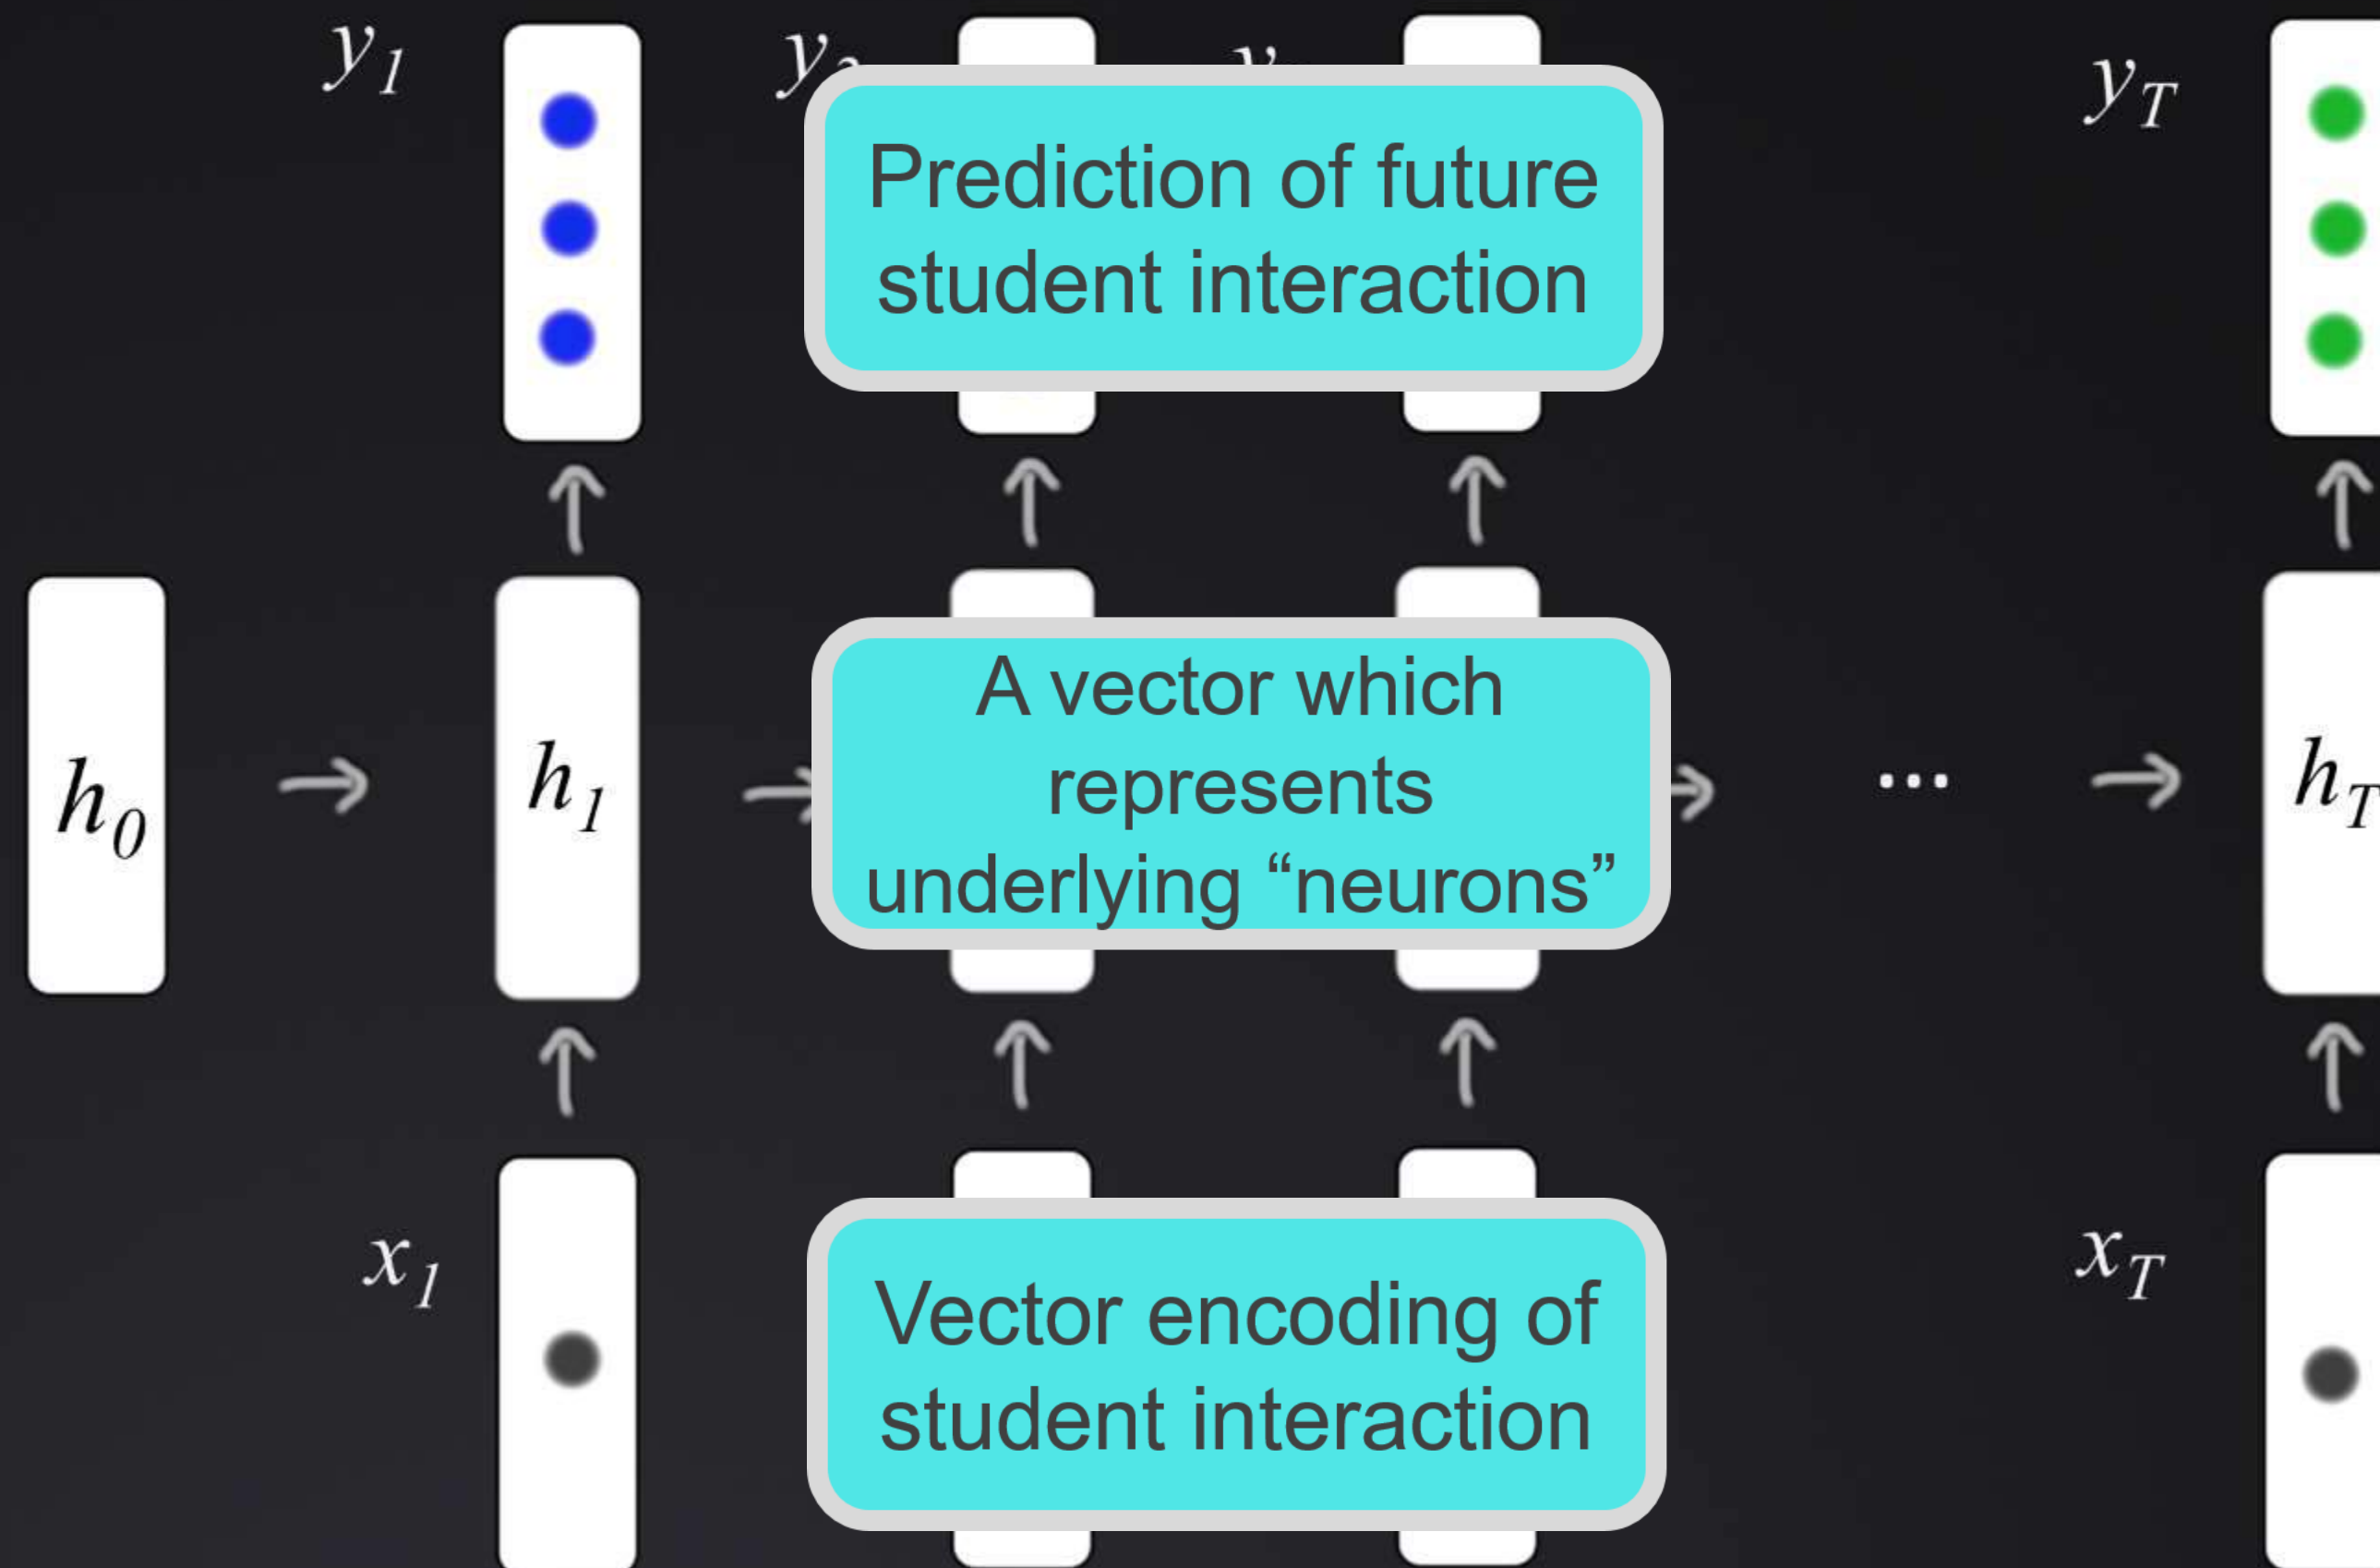 y1
yT
Prediction of future
student interaction
h0
h1
A vector which
represents
underlying “neurons”
...
hT
x1
xT
Vector encoding of
student interaction